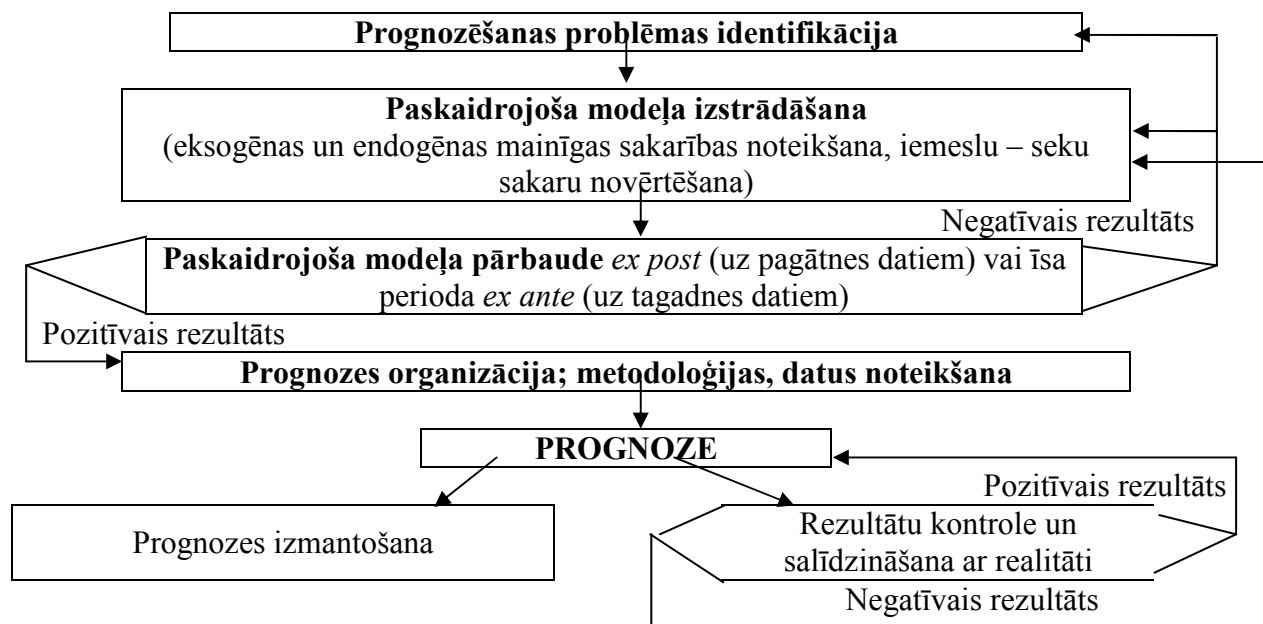 Prognozēšanas problēmas identifikācija
Paskaidrojoša modeļa izstrādāšana
(eksogēnas un endogēnas mainīgas sakarības noteikšana, iemeslu – seku
sakaru novērtēšana)
Negatīvais rezultāts
Paskaidrojoša modeļa pārbaude ex post (uz pagātnes datiem) vai īsa
perioda ex ante (uz tagadnes datiem)
Pozitīvais rezultāts
Prognozes organizācija; metodoloģijas, datus noteikšana
PROGNOZE
Pozitīvais rezultāts
Prognozes izmantošana
Rezultātu kontrole un
salīdzināšana ar realitāti
Negatīvais rezultāts